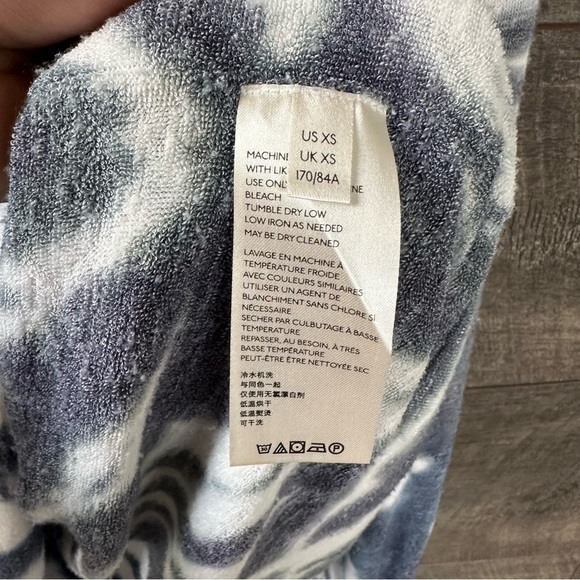 US XS
UK XS
170/84A
MACHINE
WITH LIK
USE ONL
BLEACH
TUMBLE DRY LOW
LOW IRON AS NEEDED
MAY BE DRY CLEANED
LAVAGE EN MACHINE À
TEMPÉRATURE FROIDE
AVEC COULEURS SIMILAIRES
UTILISER UN AGENT DE
BLANCHIMENT SANS CHLORE SI
NÉCESSAIRE
SECHER PAR CULBUTAGE À BASSE
TEMPERATURE
REPASSER, AU BESOIN, À TRÈS
BASSE TEMPÉRATURE
PEUT-ÊTRE ÊTRE NETTOYÉE SEC
冷水机洗
与同色一起
仅使用无氯漂白剂
低温烘干
低温熨烫
可干洗